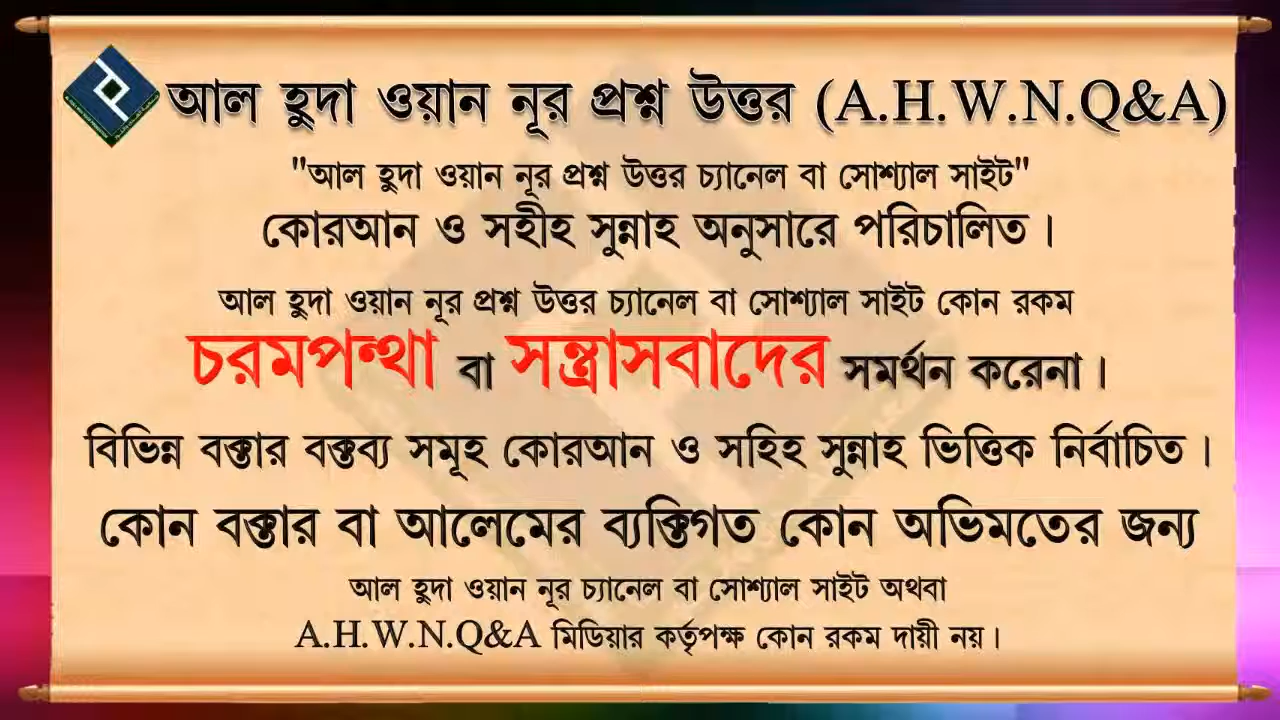 আল হুদা ওয়ান নূর প্রশ্ন উত্তর (A.H.W.N.Q&A)
"আল হুদা ওয়ান নূর প্রশ্ন উত্তর চ্যানেল বা সোশ্যাল সাইট"
কোরআন ও সহীহ সুন্নাহ অনুসারে পরিচালিত ।
আল হুদা ওয়ান নূর প্রশ্ন উত্তর চ্যানেল বা সোশ্যাল সাইট কোন রকম
চরমপন্থা বা সন্ত্রাসবাদের সমর্থন করেনা ।
বিভিন্ন বক্তার বক্তব্য সমূহ কোরআন ও সহিহ সুন্নাহ ভিত্তিক নির্বাচিত ।
কোন বক্তার বা আলেমের ব্যক্তিগত কোন অভিমতের জন্য
আল হুদা ওয়ান নূর চ্যানেল বা সোশ্যাল সাইট অথবা
A.H.W.N.Q&A মিডিয়ার কর্তৃপক্ষ কোন রকম দায়ী নয় ।